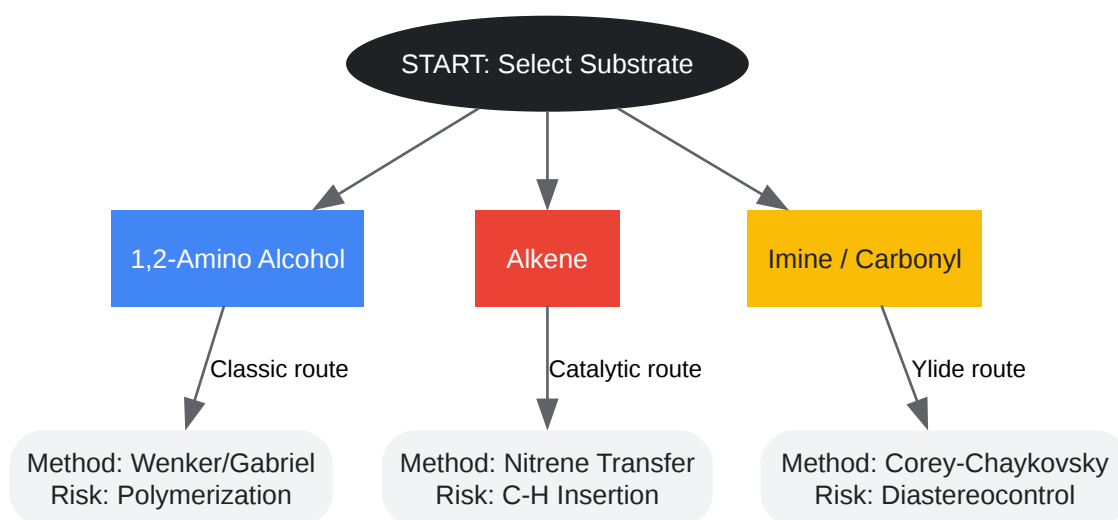 START: Select Substrate
1,2-Amino Alcohol
Alkene
Imine / Carbonyl
Classic route
Catalytic route
Ylide route
Method: Wenker/Gabriel
Risk: Polymerization
Method: Nitrene Transfer
Risk: C-H Insertion
Method: Corey-Chaykovsky
Risk: Diastereocontrol